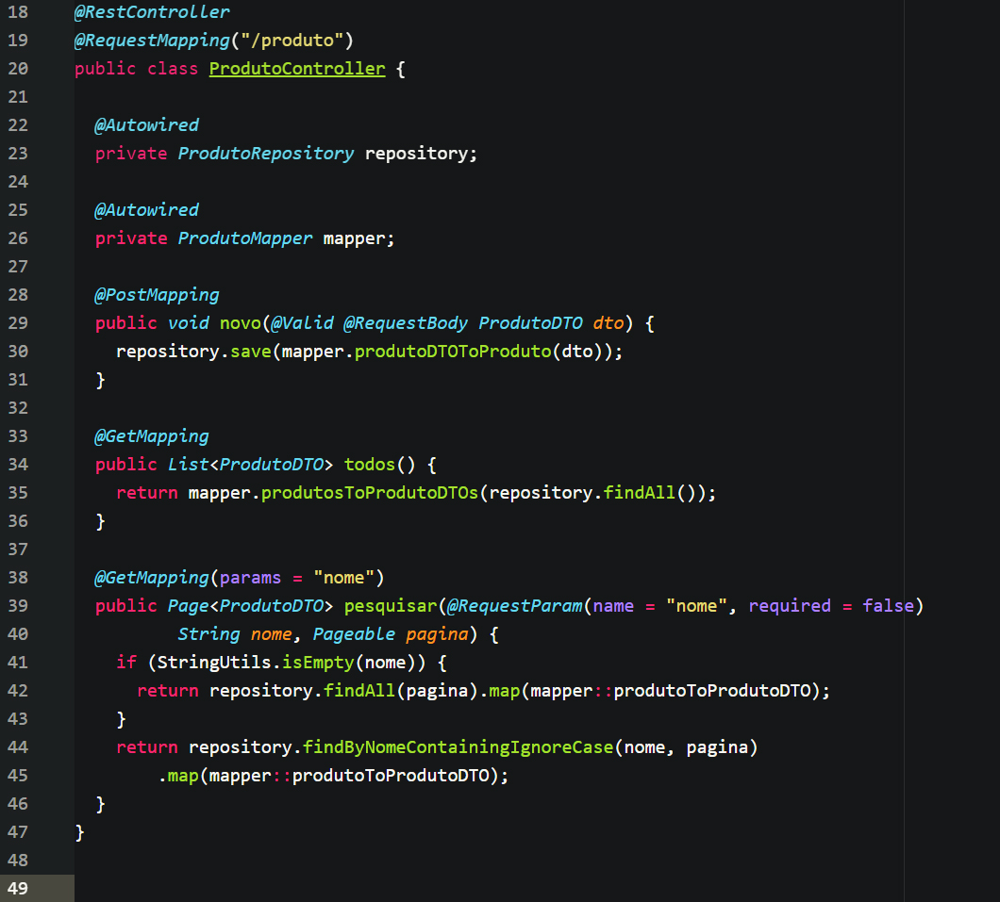 18 @RestController
19 @RequestMapping("/produto")
20 public class ProdutoController {
21
22 @Autowired
23 private ProdutoRepository repository;
24
25 @Autowired
26 private ProdutoMapper mapper;
27
28 @PostMapping
29 public void novo(@Valid @RequestBody ProdutoDTO dto) {
30 repository.save(mapper.produtoDTOToProduto(dto));
31 }
32
33 @GetMapping
34 public List<ProdutoDTO> todos() {
35 return mapper.produtosToProdutoDTOs(repository.findAll());
36 }
37
38 @GetMapping(params = "nome")
39 public Page<ProdutoDTO> pesquisar(@RequestParam(name = "nome", required = false)
40 String nome, Pageable pagina) {
41 if (StringUtils.isEmpty(nome)) {
42 return repository.findAll(pagina).map(mapper::produtoToProdutoDTO);
43 }
44 return repository.findByNomeContainingIgnoreCase(nome, pagina)
45 .map(mapper::produtoToProdutoDTO);
46 }
47 }
48
49